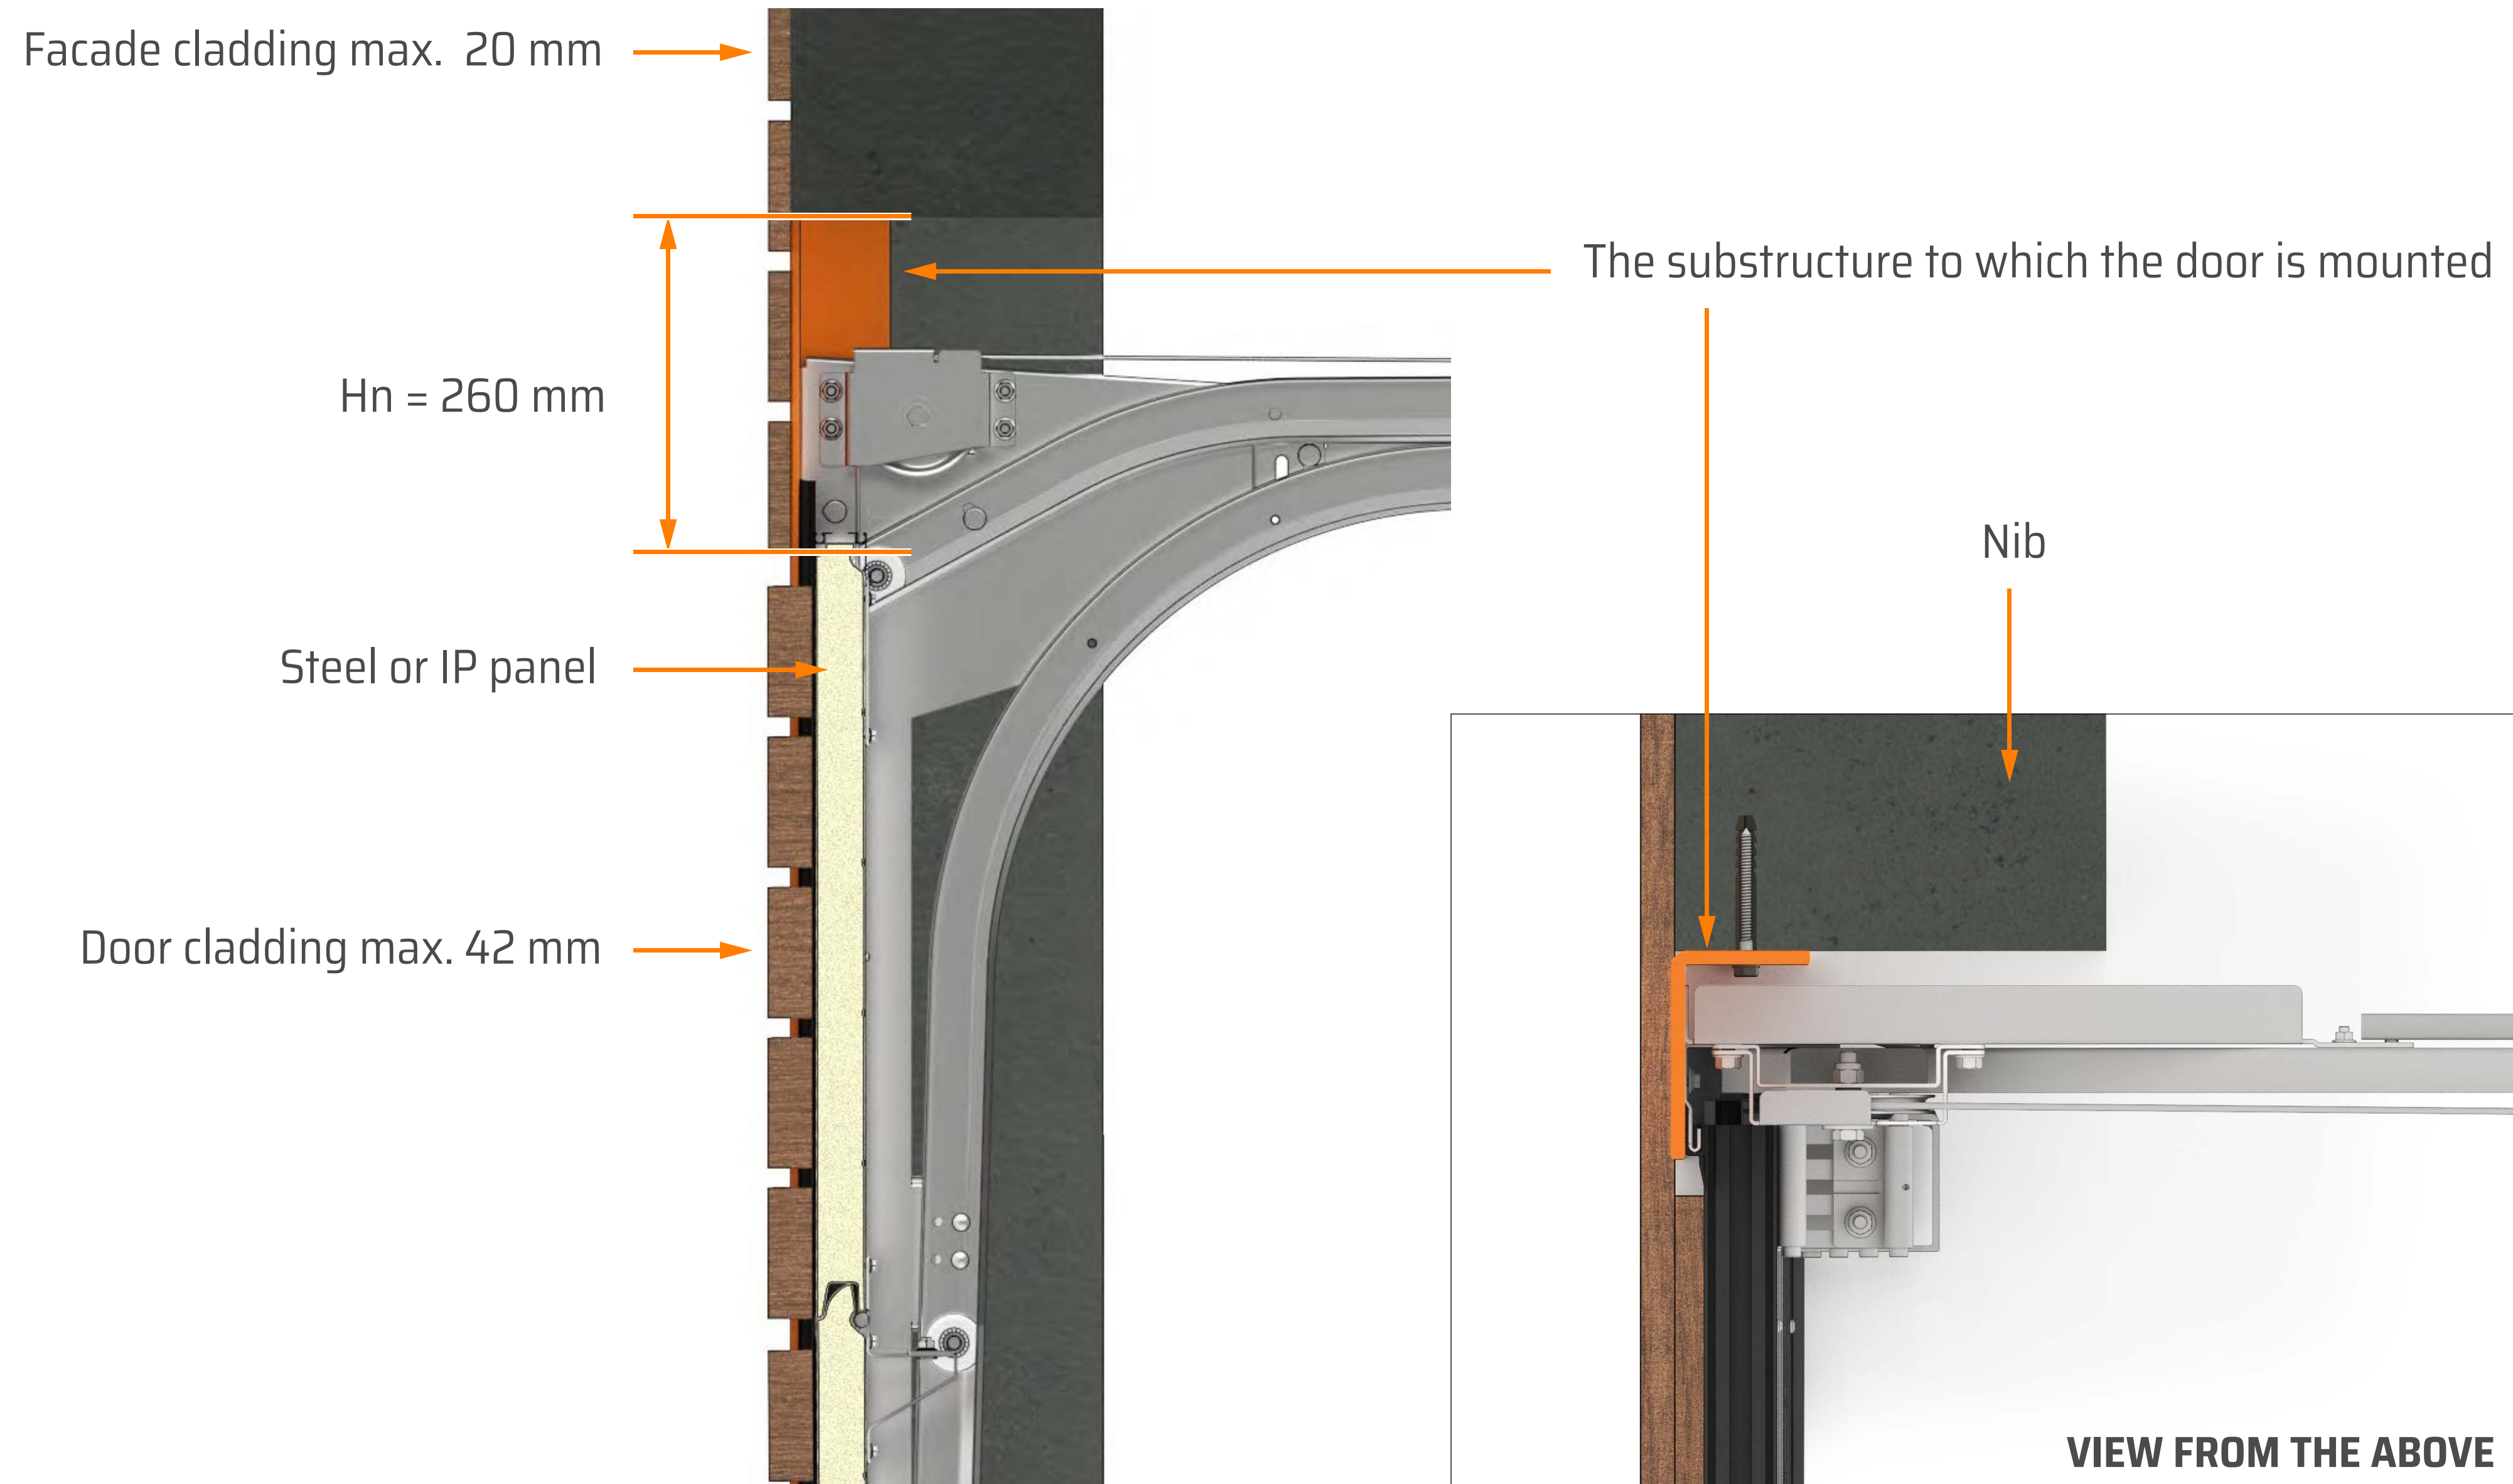 Facade cladding max. 20 mm
The substructure to which the door is mounted
Hn = 260 mm
Nib
Steel or IP panel
Door cladding max. 42 mm
VIEW FROM THE ABOVE